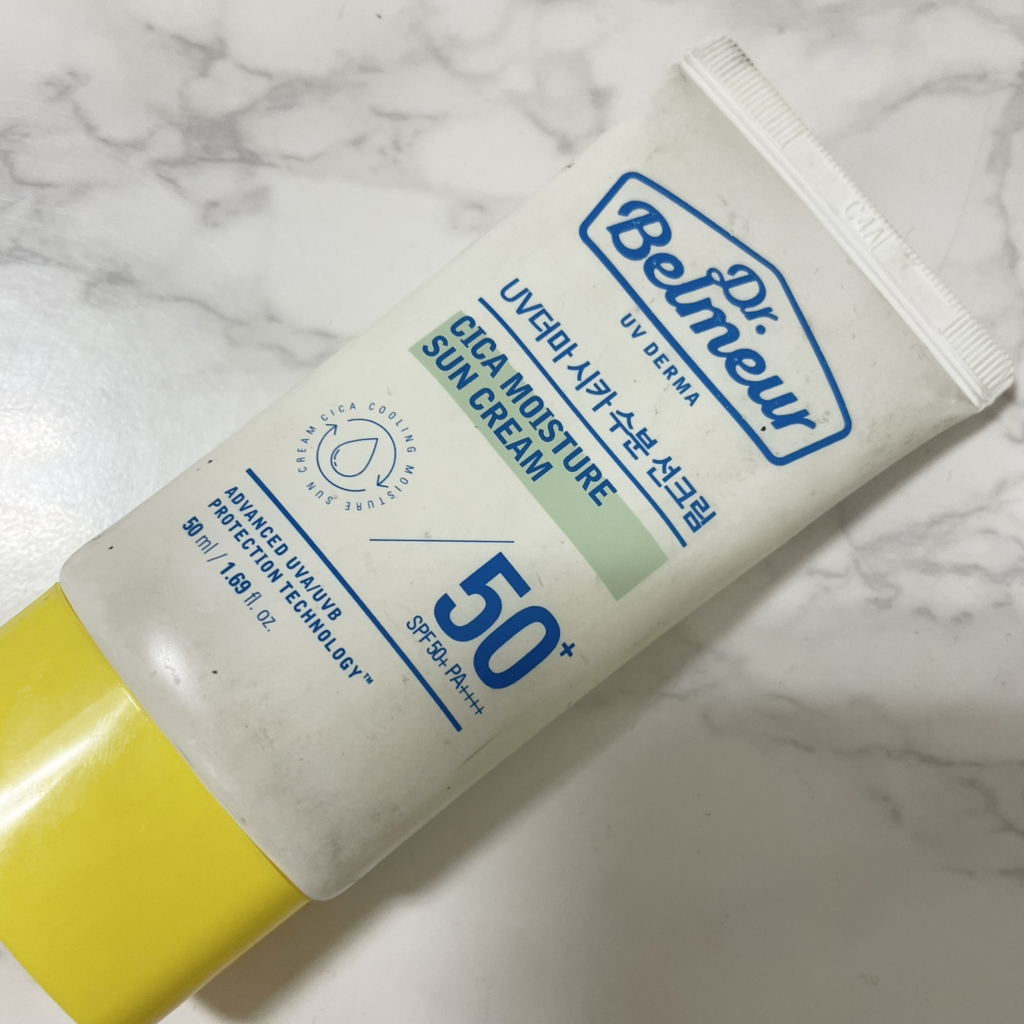 Dr.
Belmeur
UV DERMA
UV더마 시카 수분 선크림
CICA MOISTURE
SUN CREAM
CICA COOLING MOISTURE SUN CREAM
50+
SPF50+ PA++++
ADVANCED UVA/UVB
PROTECTION TECHNOLOGY™
50 ml / 1.69 fl. oz.